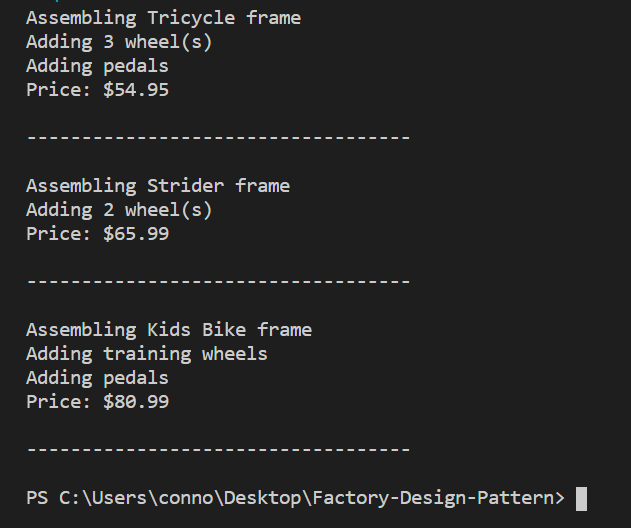 Assembling Tricycle frame
Adding 3 wheel(s)
Adding pedals
Price: $54.95
-----------------------------------
Assembling Strider frame
Adding 2 wheel(s)
Price: $65.99
-----------------------------------
Assembling Kids Bike frame
Adding training wheels
Adding pedals
Price: $80.99
-----------------------------------
PS C:\Users\conno\Desktop\Factory-Design-Pattern>